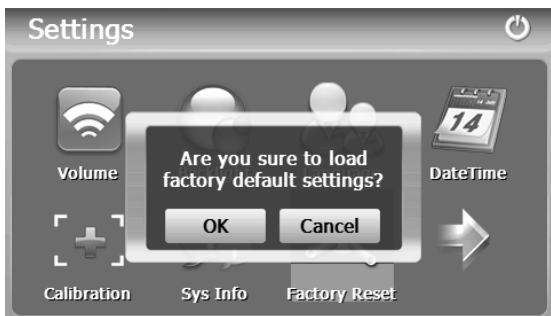 Settings
14
Volume
DateTime
Are you sure to load
factory default settings?
OK
Cancel
Calibration
Sys Info
Factory Reset